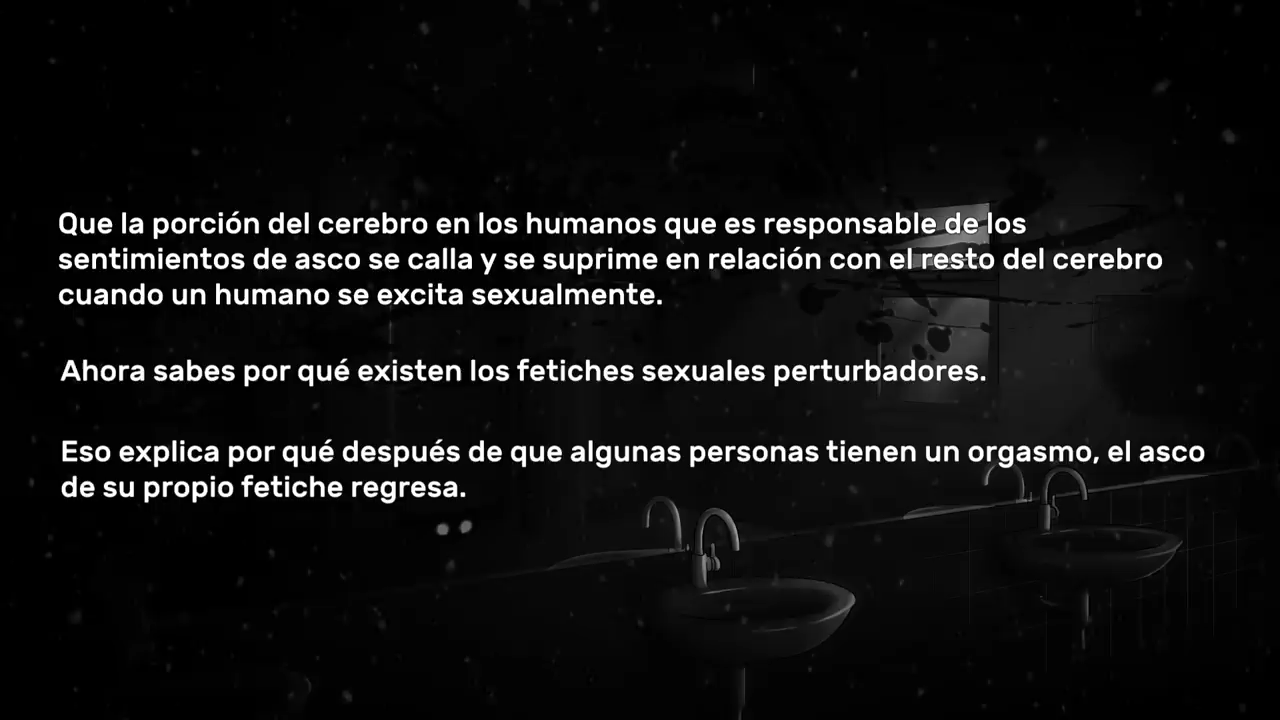 Que la porción del cerebro en los humanos que es responsable de los
sentimientos de asco se calla y se suprime en relación con el resto del cerebro
cuando un humano se excita sexualmente.
Ahora sabes por qué existen los fetiches sexuales perturbadores.
Eso explica por qué después de que algunas personas tienen un orgasmo, el asco
de su propio fetiche regresa.